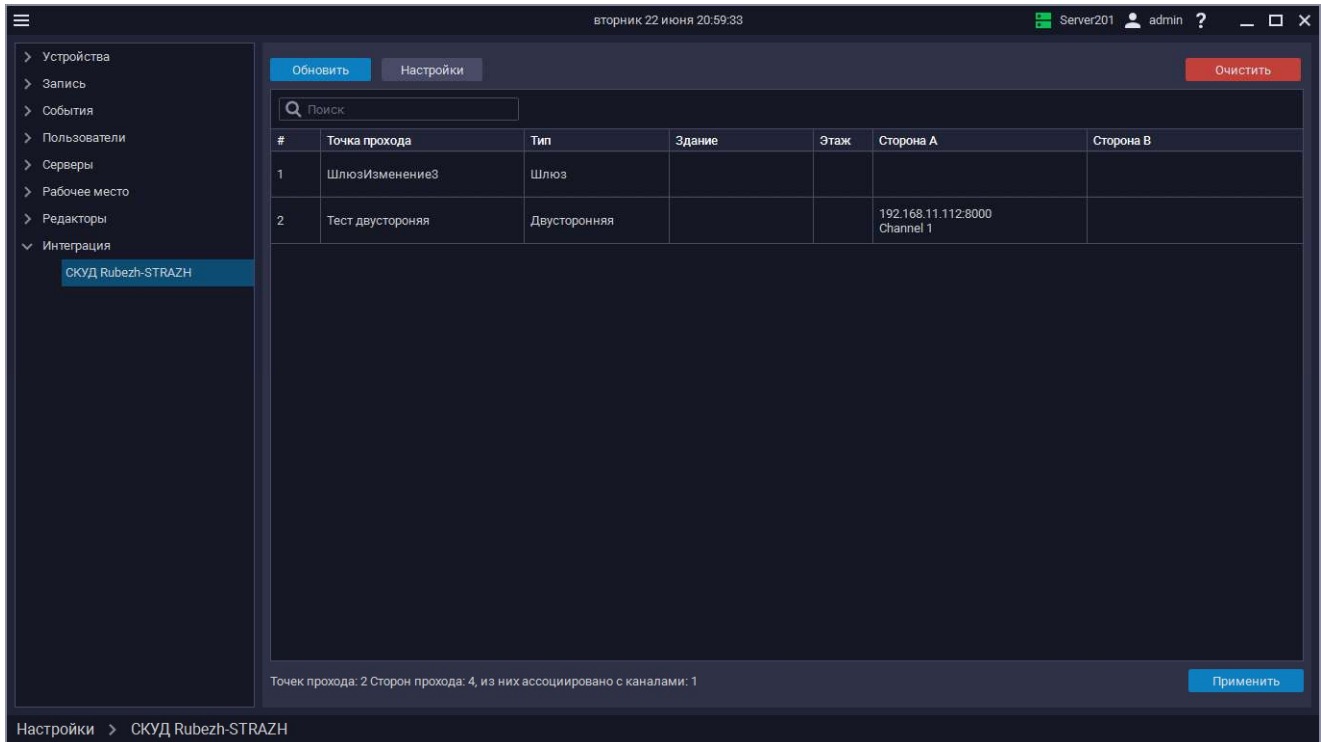 вторник 22 июня 20:59:33 Server201 admin ?
Устройства
Запись
События
Пользователи
Серверы
Рабочее место
Редакторы
Интеграция
СКУД Rubezh-STRAZH
Обновить Настройки Очистить
Поиск
# Точка прохода Тип Здание Этаж Сторона A Сторона B
1 ШлюзИзменение3 Шлюз
2 Тест двустороняя Двусторонняя 192.168.11.112:8000
Channel 1
Точек прохода: 2 Сторон прохода: 4, из них ассоциировано с каналами: 1 Применить
Настройки > СКУД Rubezh-STRAZH